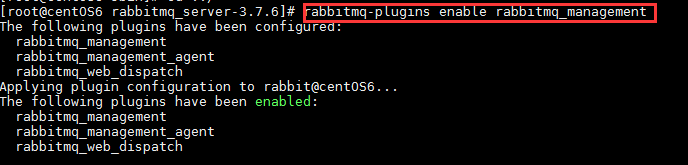 [root@centOS6 rabbitmq_server-3.7.6]# rabbitmq-plugins enable rabbitmq_management
The following plugins have been configured:
  rabbitmq_management
  rabbitmq_management_agent
  rabbitmq_web_dispatch
Applying plugin configuration to rabbit@centOS6...
The following plugins have been enabled:
  rabbitmq_management
  rabbitmq_management_agent
  rabbitmq_web_dispatch